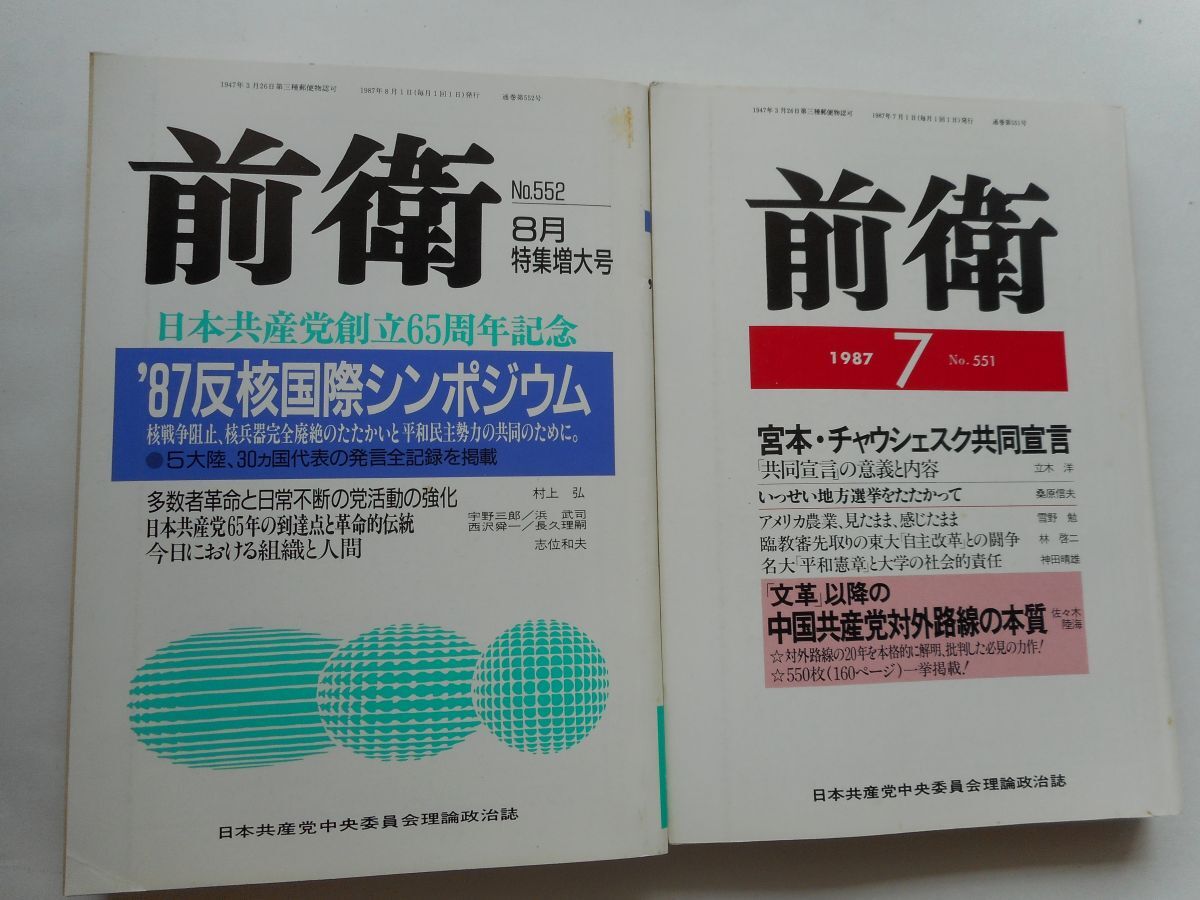 1947年3月26日第三種郵便物認可 1987年8月1日(毎月1回1日)発行 通巻第552号
前衛
No.552
8月
特集増大号
日本共産党創立65周年記念
'87反核国際シンポジウム
核戦争阻止、核兵器完全廃絶のたたかいと平和民主勢力の共同のために。
●5大陸、30ヵ国代表の発言全記録を掲載
多数者革命と日常不断の党活動の強化 村上 弘
日本共産党65年の到達点と革命的伝統 宇野三郎/浜 武司
西沢舜一/長久理嗣
今日における組織と人間 志位和夫
日本共産党中央委員会理論政治誌
1947年3月26日第三種郵便物認可 1987年7月1日(毎月1回1日)発行 通巻第551号
前衛
1987 7 No. 551
宮本・チャウシェスク共同宣言
「共同宣言」の意義と内容 立木 洋
いっせい地方選挙をたたかって 桑原信夫
アメリカ農業、見たまま、感じたまま 雪野 勉
臨教審先取りの東大「自主改革」との闘争 林 啓二
名大「平和憲章」と大学の社会的責任 神田晴雄
「文革」以降の
中国共産党対外路線の本質 佐々木
陸海
☆対外路線の20年を本格的に解明、批判した必見の力作!
☆550枚(160ページ)一挙掲載!
日本共産党中央委員会理論政治誌